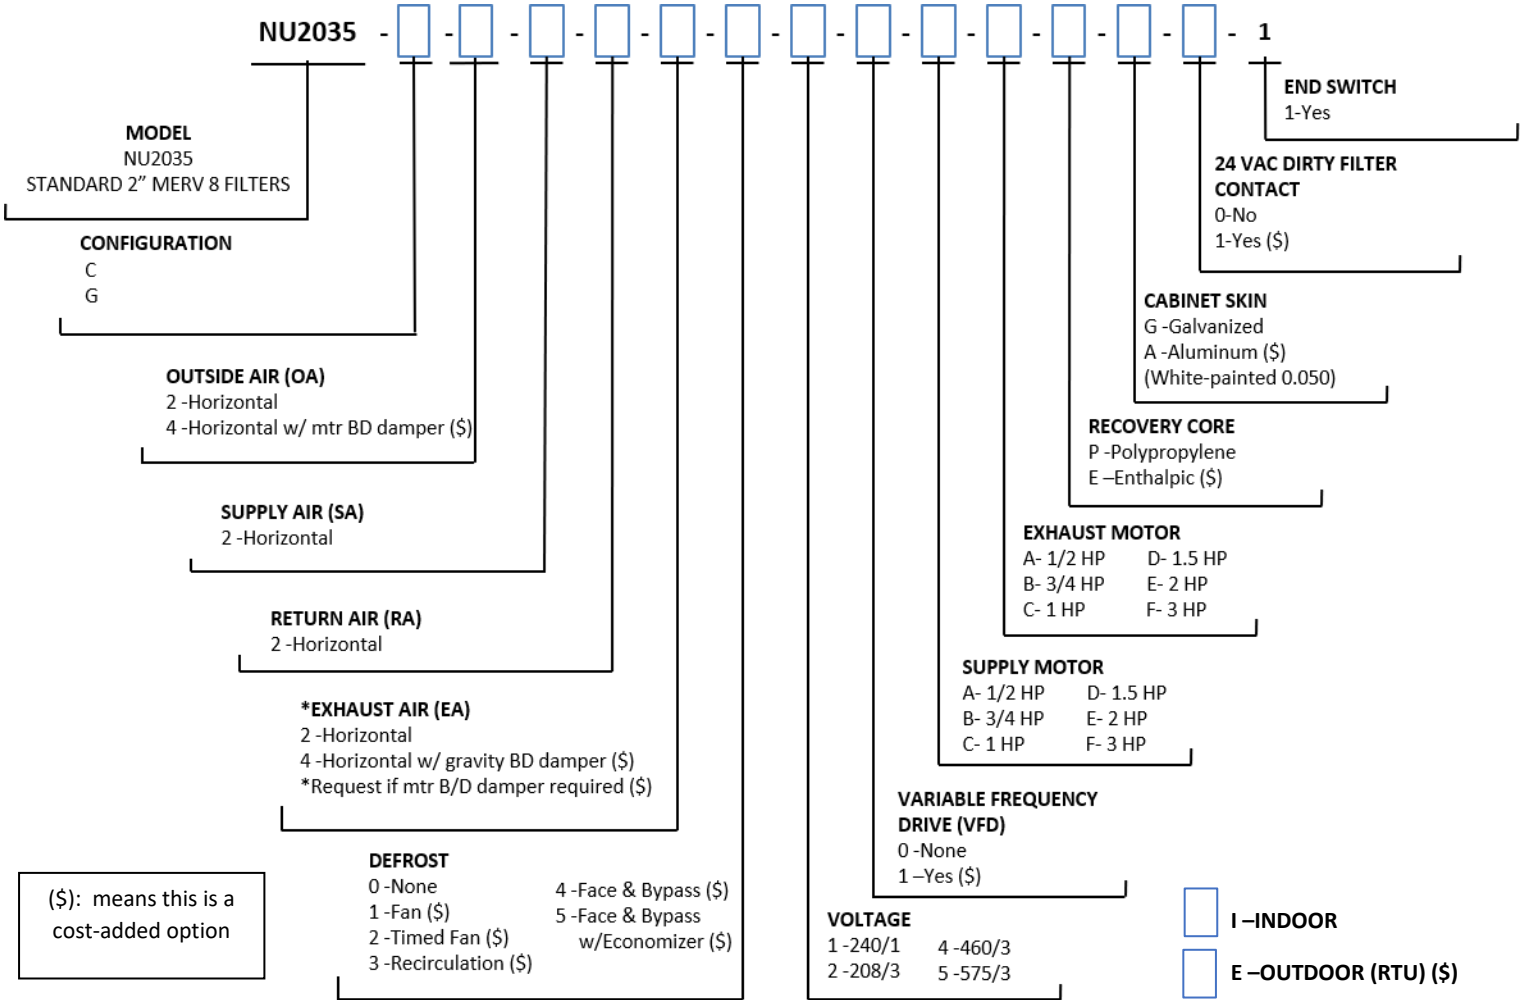 NU2035 - - - - - - - - - - - - - 1
END SWITCH
1-Yes
MODEL
NU2035
STANDARD 2” MERV 8 FILTERS
24 VAC DIRTY FILTER
CONTACT
0-No
1-Yes ($)
CONFIGURATION
C
G
CABINET SKIN
G -Galvanized
A -Aluminum ($)
(White-painted 0.050)
OUTSIDE AIR (OA)
2 -Horizontal
4 -Horizontal w/ mtr BD damper ($)
RECOVERY CORE
P -Polypropylene
E –Enthalpic ($)
SUPPLY AIR (SA)
2 -Horizontal
EXHAUST MOTOR
A- 1/2 HP D- 1.5 HP
B- 3/4 HP E- 2 HP
C- 1 HP F- 3 HP
RETURN AIR (RA)
2 -Horizontal
SUPPLY MOTOR
A- 1/2 HP D- 1.5 HP
B- 3/4 HP E- 2 HP
C- 1 HP F- 3 HP
*EXHAUST AIR (EA)
2 -Horizontal
4 -Horizontal w/ gravity BD damper ($)
*Request if mtr B/D damper required ($)
VARIABLE FREQUENCY
DRIVE (VFD)
0 -None
1 –Yes ($)
DEFROST
0 -None
1 -Fan ($)
2 -Timed Fan ($)
3 -Recirculation ($)
4 -Face & Bypass ($)
5 -Face & Bypass
w/Economizer ($)
VOLTAGE
1 -240/1 4 -460/3
2 -208/3 5 -575/3
($): means this is a
cost-added option
I –INDOOR
E –OUTDOOR (RTU) ($)